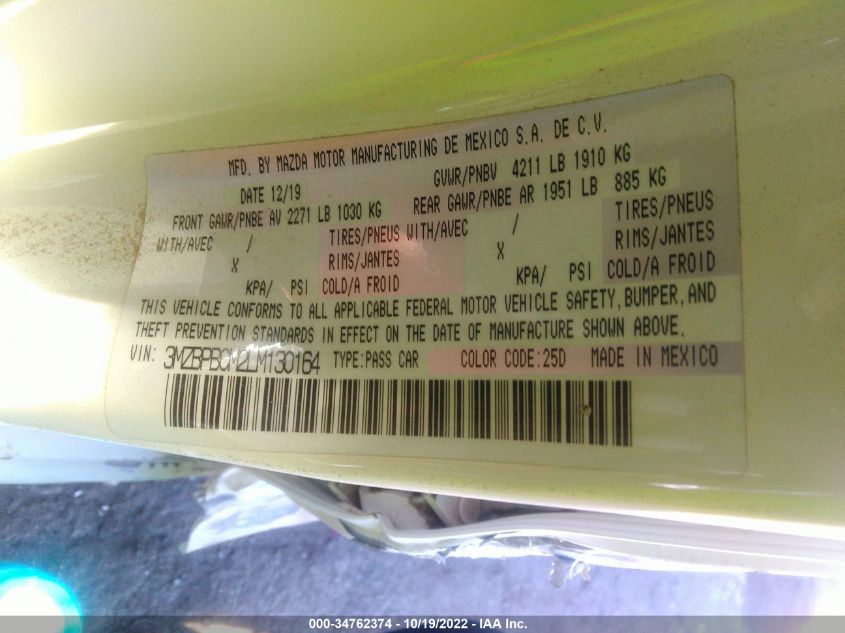 MFD. BY MAZDA MOTOR MANUFACTURING DE MEXICO S.A. DE C.V.
DATE 12/19 GVWR/PNBV 4211 LB 1910 KG
FRONT GAWR/PNBE AV 2271 LB 1030 KG REAR GAWR/PNBE AR 1951 LB 885 KG
WITH/AVEC / TIRES/PNEUS WITH/AVEC / TIRES/PNEUS
X RIMS/JANTES X RIMS/JANTES
KPA/ PSI COLD/A FROID KPA/ PSI COLD/A FROID
THIS VEHICLE CONFORMS TO ALL APPLICABLE FEDERAL MOTOR VEHICLE SAFETY, BUMPER, AND
THEFT PREVENTION STANDARDS IN EFFECT ON THE DATE OF MANUFACTURE SHOWN ABOVE.
VIN: 3MZBPBCM2LM130164 TYPE:PASS CAR COLOR CODE:25D MADE IN MEXICO
000-34762374 - 10/19/2022 - IAA Inc.